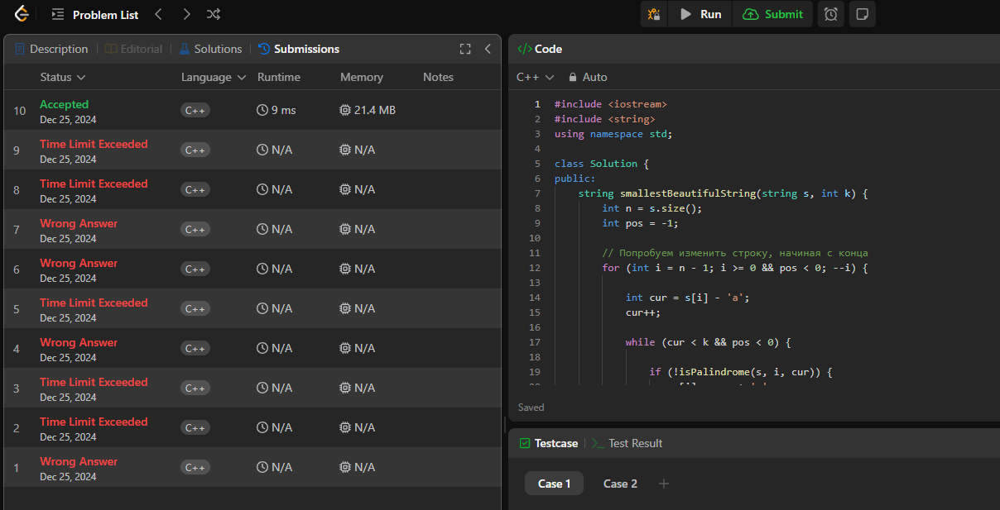 Problem List
Run
Submit
Description
Editorial
Solutions
Submissions
Status
Language
Runtime
Memory
Notes
10
Accepted
Dec 25, 2024
C++
9 ms
21.4 MB
9
Time Limit Exceeded
Dec 25, 2024
C++
N/A
N/A
8
Time Limit Exceeded
Dec 25, 2024
C++
N/A
N/A
7
Wrong Answer
Dec 25, 2024
C++
N/A
N/A
6
Wrong Answer
Dec 25, 2024
C++
N/A
N/A
5
Time Limit Exceeded
Dec 25, 2024
C++
N/A
N/A
4
Wrong Answer
Dec 25, 2024
C++
N/A
N/A
3
Time Limit Exceeded
Dec 25, 2024
C++
N/A
N/A
2
Time Limit Exceeded
Dec 25, 2024
C++
N/A
N/A
1
Wrong Answer
Dec 25, 2024
C++
N/A
N/A
</> Code
C++
Auto
1 #include <iostream>
2 #include <string>
3 using namespace std;
4
5 class Solution {
6 public:
7 string smallestBeautifulString(string s, int k) {
8 int n = s.size();
9 int pos = -1;
10
11 // Попробуем изменить строку, начиная с конца
12 for (int i = n - 1; i >= 0 && pos < 0; --i) {
13
14 int cur = s[i] - 'a';
15 cur++;
16
17 while (cur < k && pos < 0) {
18
19 if (!isPalindrome(s, i, cur)) {
Saved
Testcase
Test Result
Case 1
Case 2